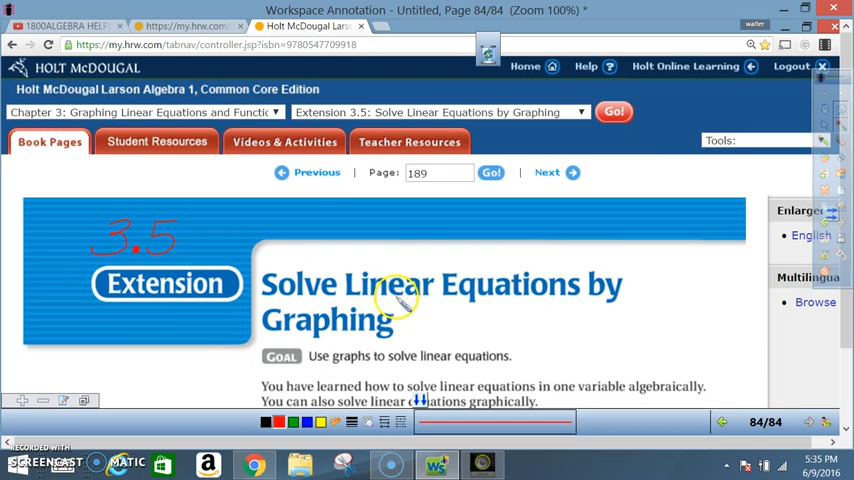 Workspace Annotation - Untitled, Page 84/84 (Zoom 100%)
1800ALGEBRA HELP
https://my.hrw.com/tabnav
Holt McDougal Larson
walter
https://my.hrw.com/tabnav/controller.jsp?isbn=9780547709918
HOLT McDOUGAL
Home
Help
Holt Online Learning
Logout
Holt McDougal Larson Algebra 1, Common Core Edition
Chapter 3: Graphing Linear Equations and Functic
Extension 3.5: Solve Linear Equations by Graphing
Go!
Book Pages
Student Resources
Videos & Activities
Teacher Resources
Tools:
Previous | Page: 189 Go! Next
3.5
Enlarged
English
Extension
Solve Linear Equations by
Graphing
Multilingua
Browse
GOAL Use graphs to solve linear equations.
You have learned how to solve linear equations in one variable algebraically.
You can also solve linear equations graphically.
84/84
RECORDED WITH
SCREENCAST MATIC
5:35 PM
6/9/2016